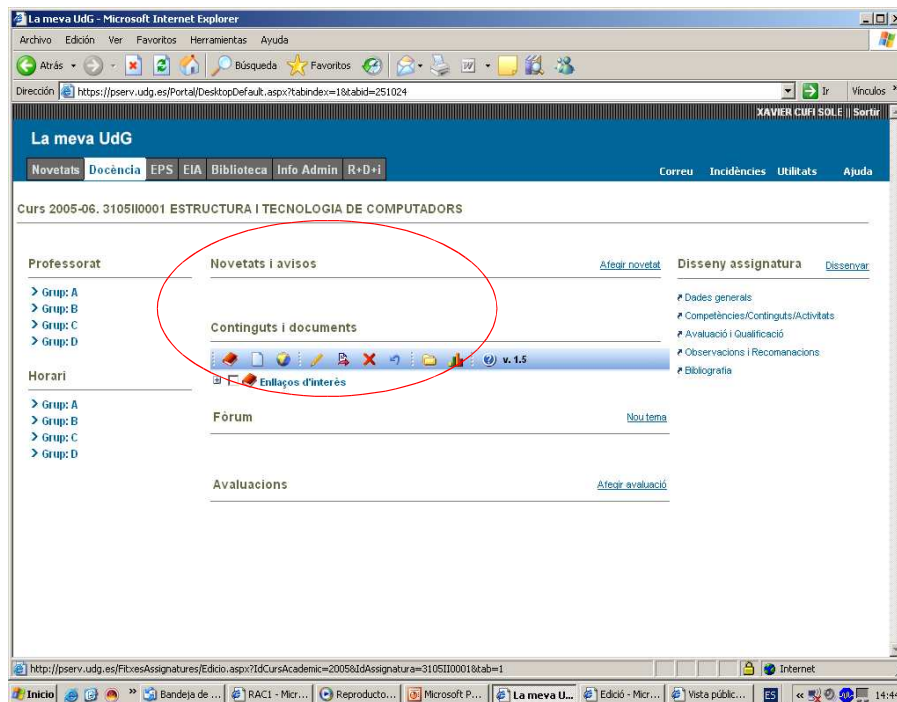 La meva UdG - Microsoft Internet Explorer
Archivo Edición Ver Favoritos Herramientas Ayuda
Atrás Búsqueda Favoritos
Dirección https://pserv.udg.es/Portal/DesktopDefault.aspx?tabindex=1&tabid=251024 Ir Vínculos
XAVIER CUFI SOLE || Sortir
La meva UdG
Novetats Docència EPS EIA Biblioteca Info Admin R+D+i Correu Incidències Utilitats Ajuda
Curs 2005-06. 3105II0001 ESTRUCTURA I TECNOLOGIA DE COMPUTADORS
Professorat
Grup: A
Grup: B
Grup: C
Grup: D
Horari
Grup: A
Grup: B
Grup: C
Grup: D
Novetats i avisos Afegir novetat
Continguts i documents
v. 1.5
Enllaços d'interès
Fòrum Nou tema
Avaluacions Afegir avaluació
Disseny assignatura Dissenyar
Dades generals
Competències/Continguts/Activitats
Avaluació i Qualificació
Observacions i Recomanacions
Bibliografia
http://pserv.udg.es/FitxesAssignatures/Edicio.aspx?IdCursAcademic=2005&IdAssignatura=3105II0001&tab=1 Internet
Inicio Bandeja de ... RAC1 - Micr... Reproducto... Microsoft P... La meva U... Edició - Micr... Vista públic... ES 14:44